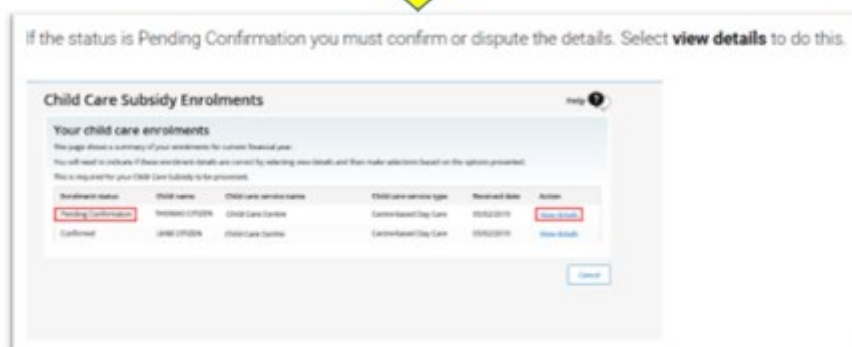 If the status is Pending Confirmation you must confirm or dispute the details. Select view details to do this.
Child Care Subsidy Enrolments
Help ?
Your child care enrolments
This page shows a summary of your enrolments for current financial year.
You will need to indicate if these enrolment details are correct by selecting view details and then make selections based on the options presented.
This is required for your Child Care Subsidy to be processed.
Enrolment status Child name Child care service name Child care service type Received date Action
Pending Confirmation THOMAS CITIZEN Child Care Centre Centre Based Day Care View details
Confirmed CITIZEN Child Care Centre Centre Based Day Care View details
Cancel